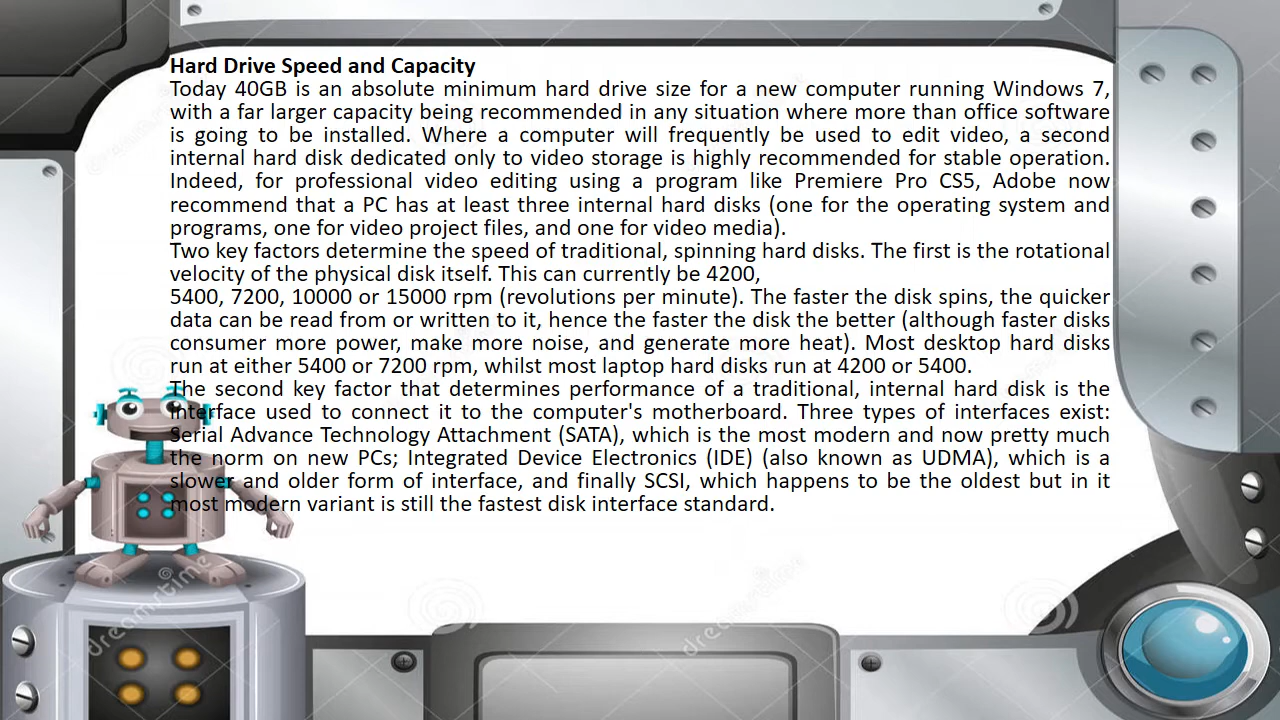 Hard Drive Speed and Capacity
Today 40GB is an absolute minimum hard drive size for a new computer running Windows 7,
with a far larger capacity being recommended in any situation where more than office software
is going to be installed. Where a computer will frequently be used to edit video, a second
internal hard disk dedicated only to video storage is highly recommended for stable operation.
Indeed, for professional video editing using a program like Premiere Pro CS5, Adobe now
recommend that a PC has at least three internal hard disks (one for the operating system and
programs, one for video project files, and one for video media).
Two key factors determine the speed of traditional, spinning hard disks. The first is the rotational
velocity of the physical disk itself. This can currently be 4200,
5400, 7200, 10000 or 15000 rpm (revolutions per minute). The faster the disk spins, the quicker
data can be read from or written to it, hence the faster the disk the better (although faster disks
consumer more power, make more noise, and generate more heat). Most desktop hard disks
run at either 5400 or 7200 rpm, whilst most laptop hard disks run at 4200 or 5400.
The second key factor that determines performance of a traditional, internal hard disk is the
interface used to connect it to the computer's motherboard. Three types of interfaces exist:
Serial Advance Technology Attachment (SATA), which is the most modern and now pretty much
the norm on new PCs; Integrated Device Electronics (IDE) (also known as UDMA), which is a
slower and older form of interface, and finally SCSI, which happens to be the oldest but in it
most modern variant is still the fastest disk interface standard.
dreamstime
dreamstime